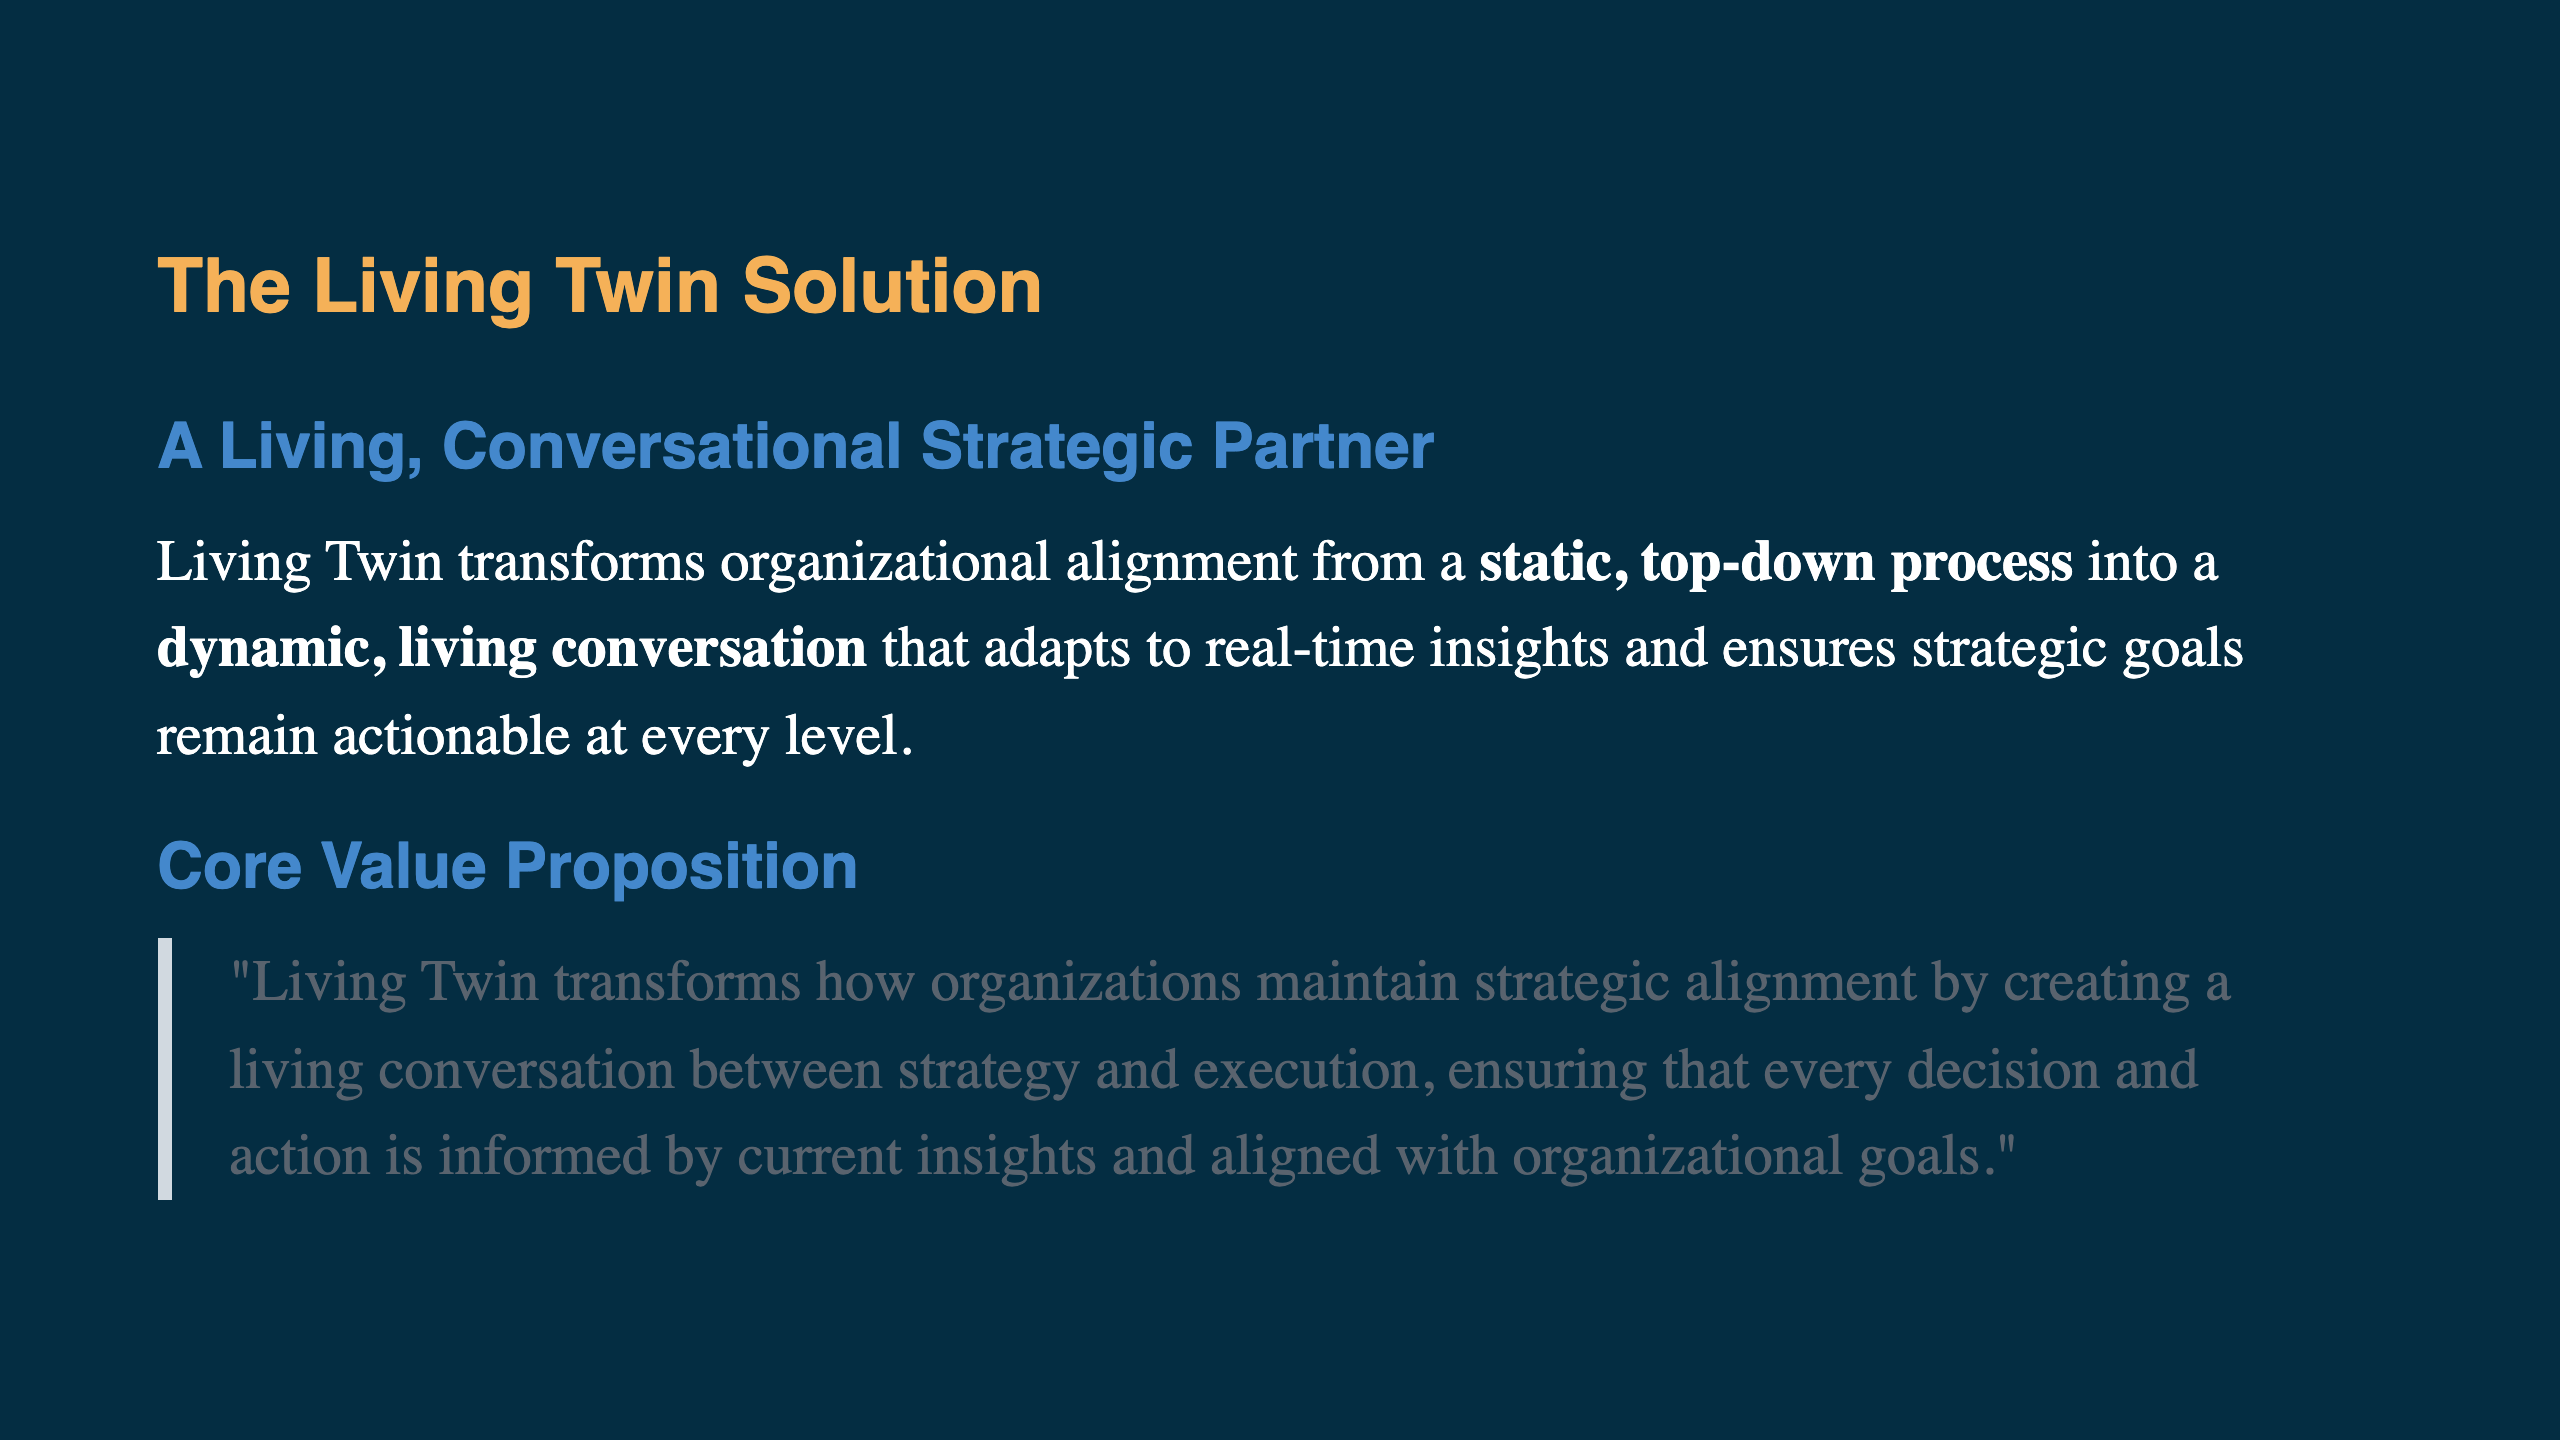 The Living Twin Solution
A Living, Conversational Strategic Partner
Living Twin transforms organizational alignment from a static, top-down process into a
dynamic, living conversation that adapts to real-time insights and ensures strategic goals
remain actionable at every level.
Core Value Proposition
"Living Twin transforms how organizations maintain strategic alignment by creating a
living conversation between strategy and execution, ensuring that every decision and
action is informed by current insights and aligned with organizational goals."